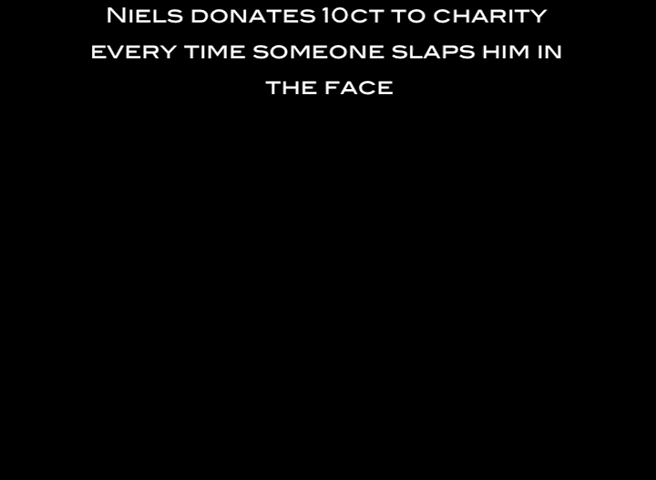 Niels donates 10ct to charity
every time someone slaps him in
the face